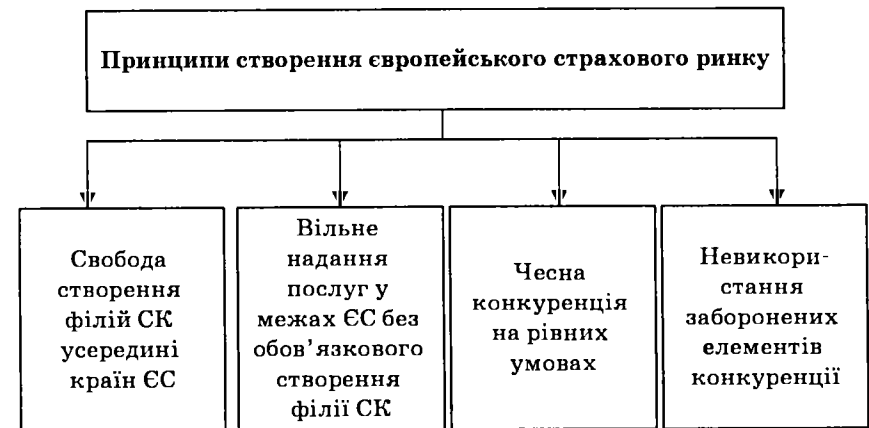 Принципи створення європейського страхового ринку
Свобода
створення
філій СК
усередині
країн ЄС
Вільне
надання
послуг у
межах ЄС без
обов’язкового
створення
філії СК
Чесна
конкуренція
на рівних
умовах
Невикори-
стання
заборонених
елементів
конкуренції